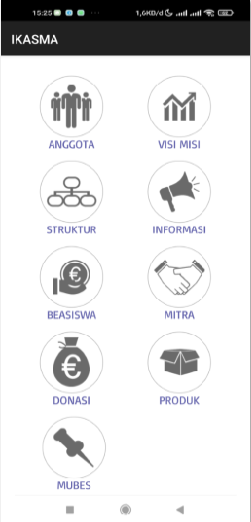 15:25
1,6KB/d
IKASMA
ANGGOTA VISI MISI
STRUKTUR INFORMASI
BEASISWA MITRA
DONASI PRODUK
MUBES